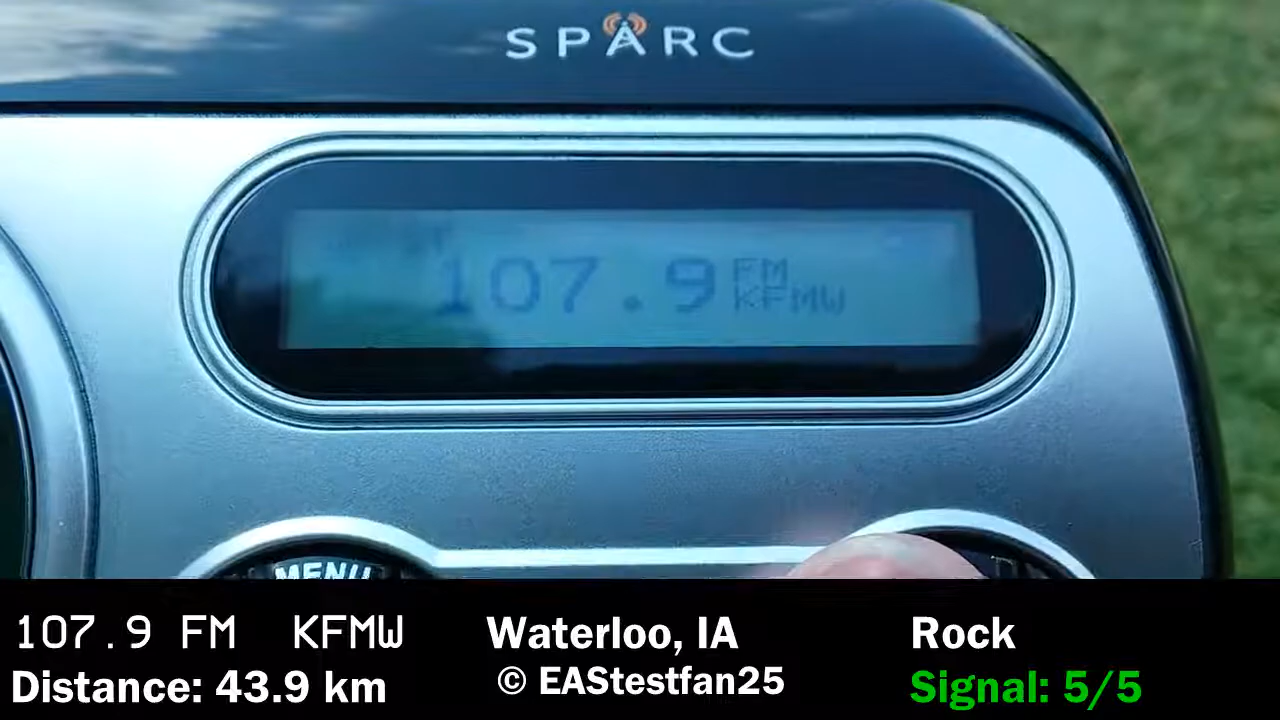 SPARC
107.9 FM
KFMW
MENU
107.9 FM KFMW Waterloo, IA Rock
Distance: 43.9 km © EAStestfan25 Signal: 5/5